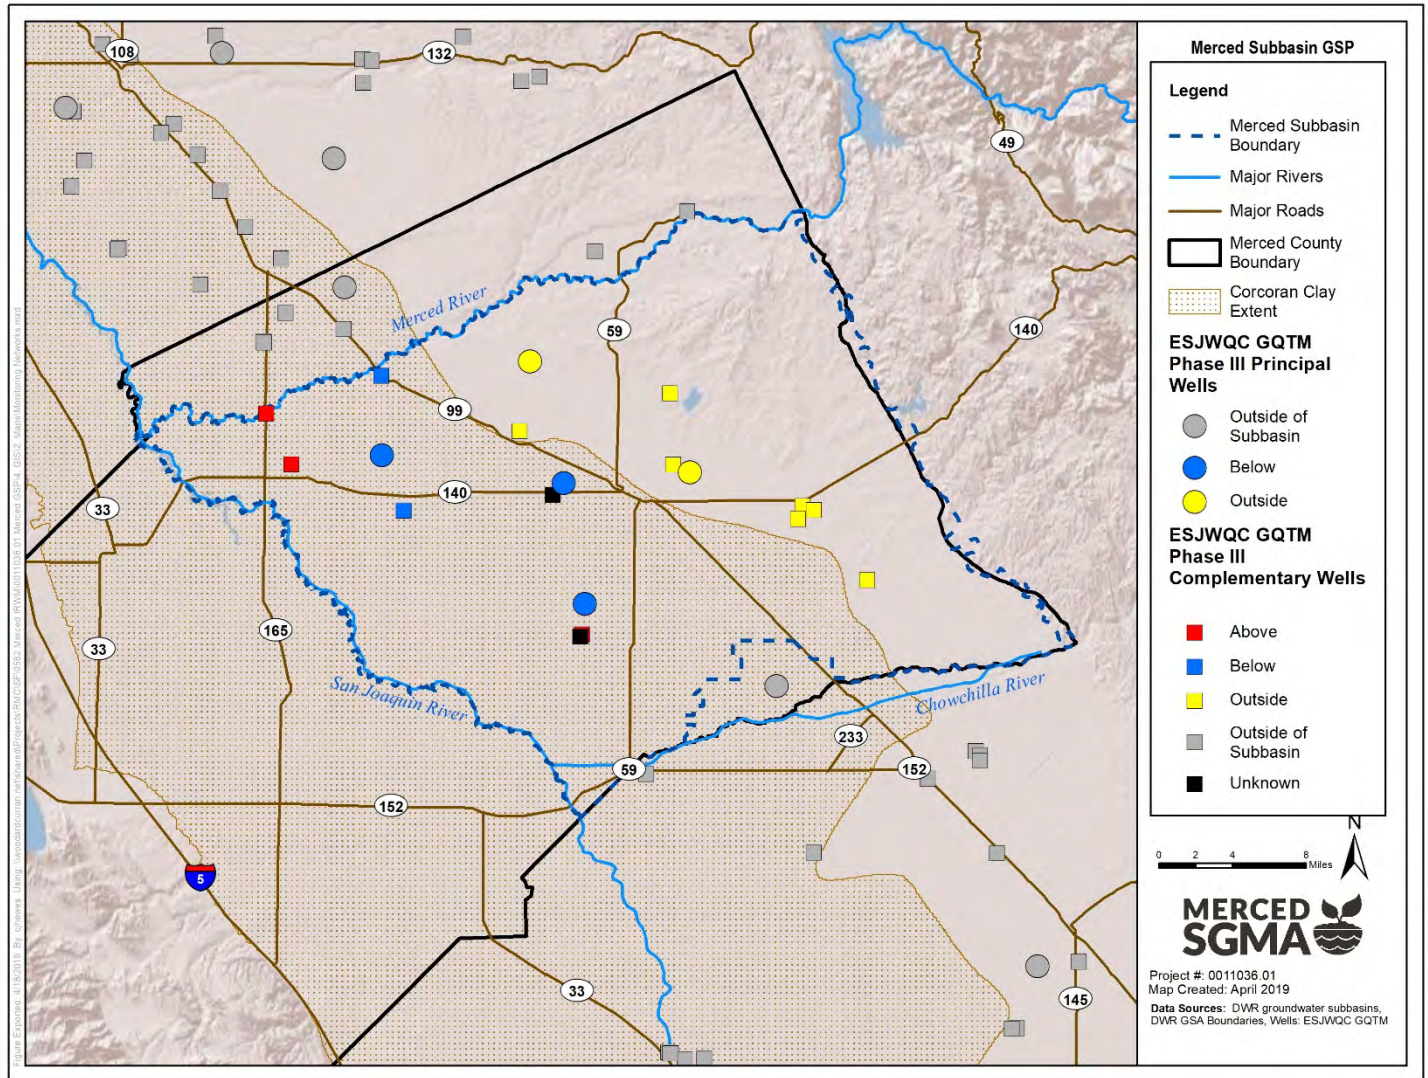 108
132
49
Merced River
59
140
99
140
33
165
33
San Joaquin River
Chowchilla River
233
59
152
152
5
33
145
Merced Subbasin GSP
Legend
Merced Subbasin
Boundary
Major Rivers
Major Roads
Merced County
Boundary
Corcoran Clay
Extent
ESJWQC GQTM
Phase III Principal
Wells
Outside of
Subbasin
Below
Outside
ESJWQC GQTM
Phase III
Complementary Wells
Above
Below
Outside
Outside of
Subbasin
Unknown
N
0 2 4 8
Miles
MERCED
SGMA
Project #: 0011036.01
Map Created: April 2019
Data Sources: DWR groundwater subbasins,
DWR GSA Boundaries, Wells: ESJWQC GQTM